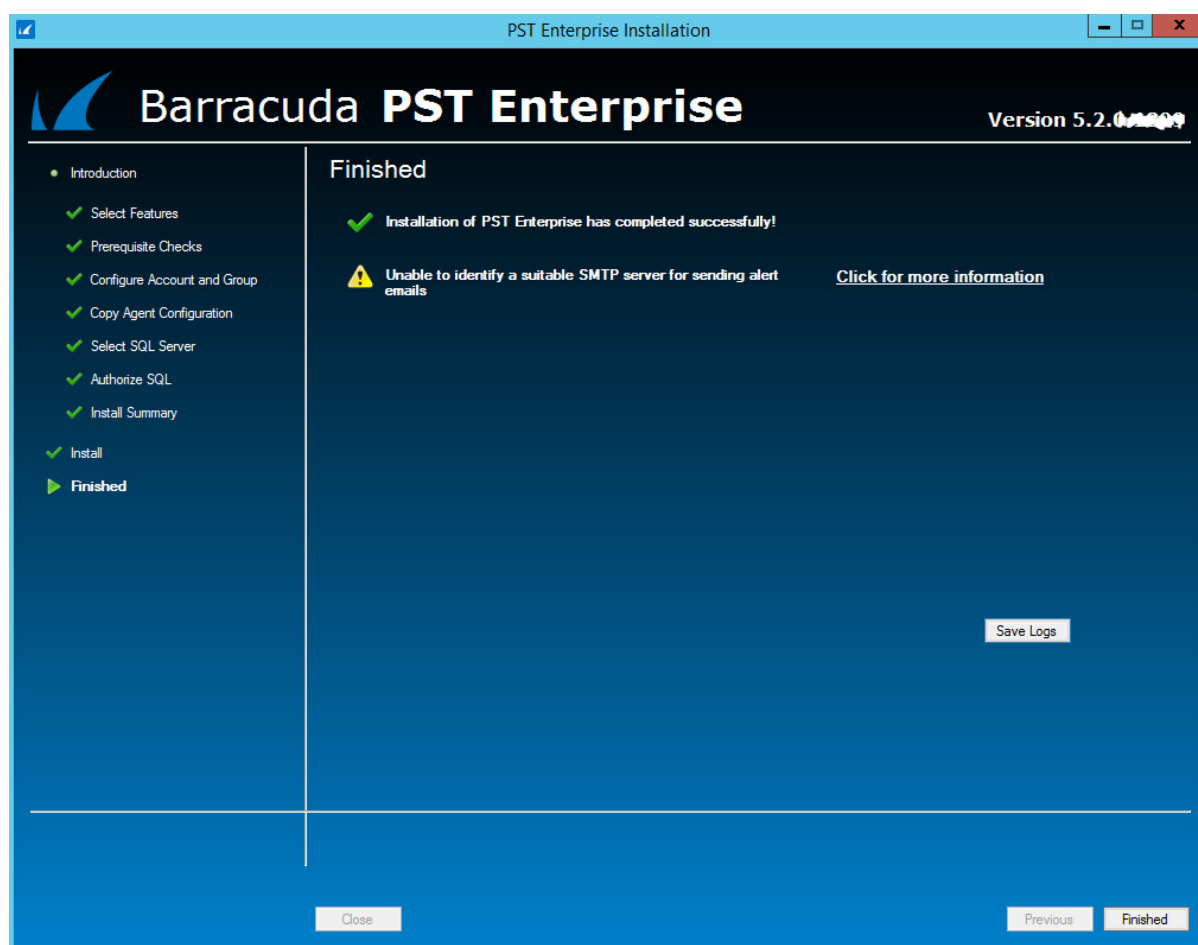 PST Enterprise Installation
Barracuda PST Enterprise
Version 5.2.
Introduction
Select Features
Prerequisite Checks
Configure Account and Group
Copy Agent Configuration
Select SQL Server
Authorize SQL
Install Summary
Install
Finished
Finished
Installation of PST Enterprise has completed successfully!
Unable to identify a suitable SMTP server for sending alert
emails
Click for more information
Save Logs
Close
Previous
Finished